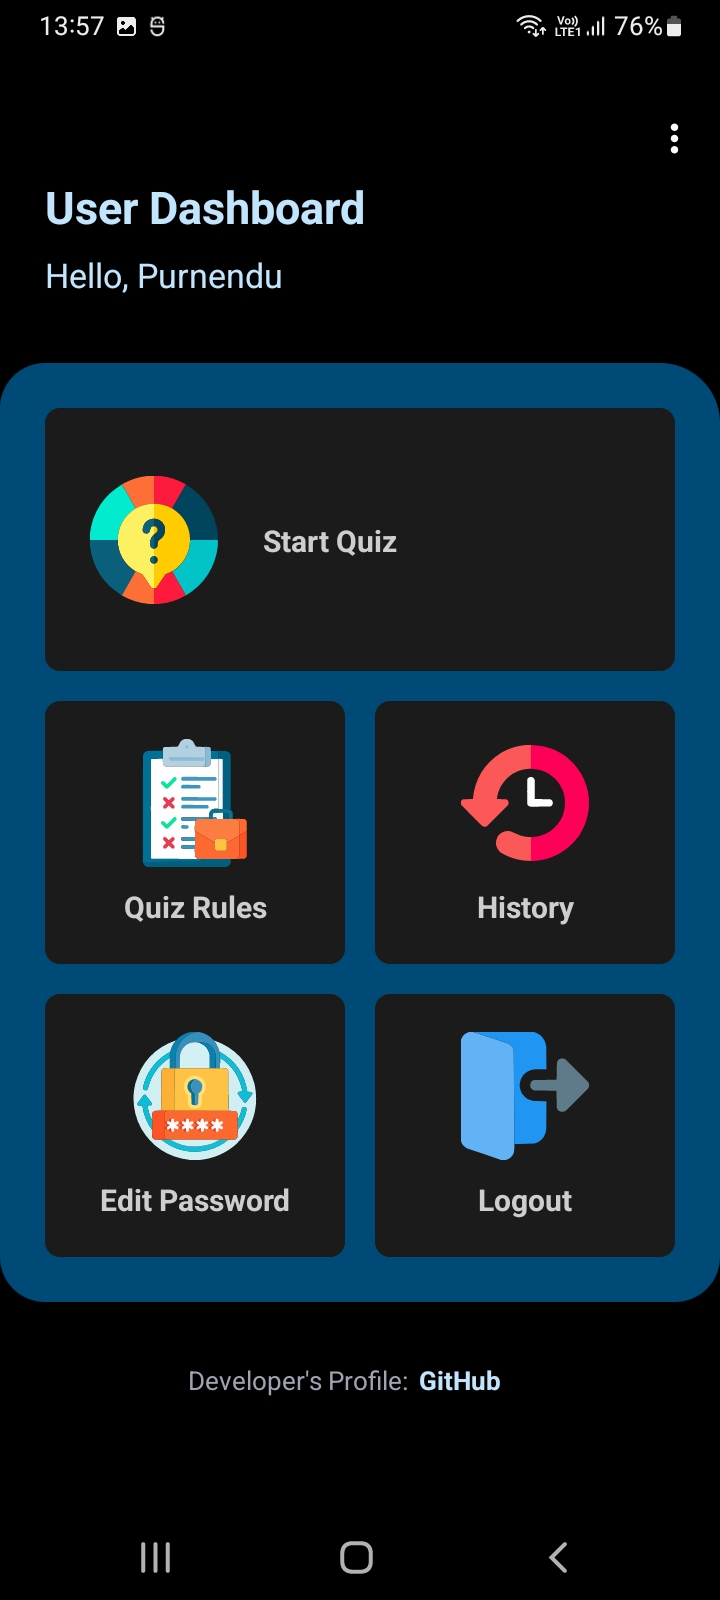 13:57 Vo)) LTE1 76%
User Dashboard
Hello, Purnendu
?
Start Quiz
Quiz Rules
History
****
Edit Password
Logout
Developer's Profile: GitHub